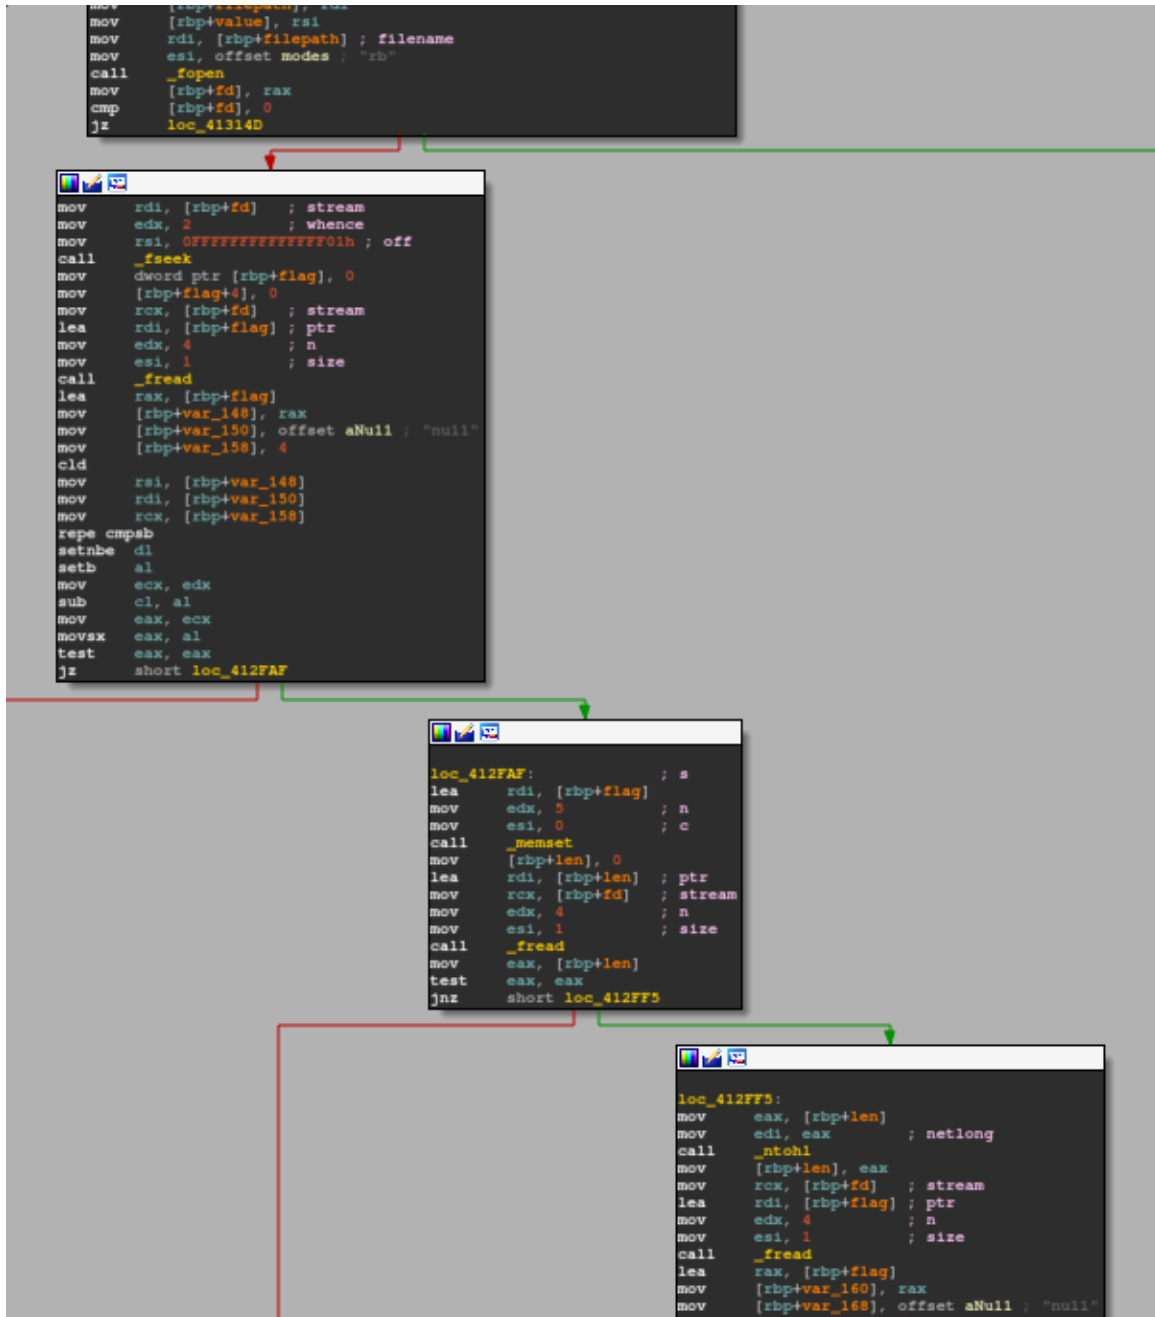 mov [rbp+filepath], rdi
mov [rbp+value], rsi
mov rdi, [rbp+filepath] ; filename
mov esi, offset modes ; "rb"
call _fopen
mov [rbp+fd], rax
cmp [rbp+fd], 0
jz loc_41314D
mov rdi, [rbp+fd] ; stream
mov edx, 2 ; whence
mov rsi, 0FFFFFFFFFFFFFF01h ; off
call _fseek
mov dword ptr [rbp+flag], 0
mov [rbp+flag+4], 0
mov rcx, [rbp+fd] ; stream
lea rdi, [rbp+flag] ; ptr
mov edx, 4 ; n
mov esi, 1 ; size
call _fread
lea rax, [rbp+flag]
mov [rbp+var_148], rax
mov [rbp+var_150], offset aNull ; "null"
mov [rbp+var_158], 4
cld
mov rsi, [rbp+var_148]
mov rdi, [rbp+var_150]
mov rcx, [rbp+var_158]
repe cmpsb
setnbe dl
setb al
mov ecx, edx
sub cl, al
mov eax, ecx
movsx eax, al
test eax, eax
jz short loc_412FAF
loc_412FAF: ; s
lea rdi, [rbp+flag]
mov edx, 5 ; n
mov esi, 0 ; c
call _memset
mov [rbp+len], 0
lea rdi, [rbp+len] ; ptr
mov rcx, [rbp+fd] ; stream
mov edx, 4 ; n
mov esi, 1 ; size
call _fread
mov eax, [rbp+len]
test eax, eax
jnz short loc_412FF5
loc_412FF5:
mov eax, [rbp+len]
mov edi, eax ; netlong
call _ntohl
mov [rbp+len], eax
mov rcx, [rbp+fd] ; stream
lea rdi, [rbp+flag] ; ptr
mov edx, 4 ; n
mov esi, 1 ; size
call _fread
lea rax, [rbp+flag]
mov [rbp+var_160], rax
mov [rbp+var_168], offset aNull ; "null"